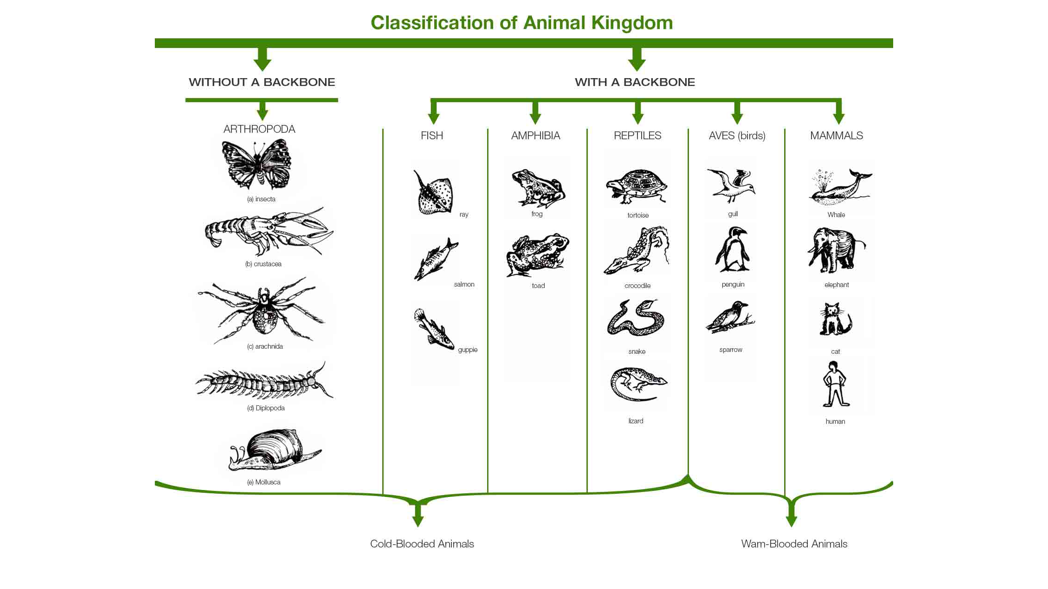 Classification of Animal Kingdom
WITHOUT A BACKBONE
WITH A BACKBONE
ARTHROPODA
(a) insecta
(b) crustacea
(c) arachnida
(d) Diplopoda
(e) Mollusca
FISH
ray
salmon
guppie
AMPHIBIA
frog
toad
REPTILES
tortoise
crocodile
snake
lizard
AVES (birds)
gull
penguin
sparrow
MAMMALS
Whale
elephant
cat
human
Cold-Blooded Animals
Wam-Blooded Animals